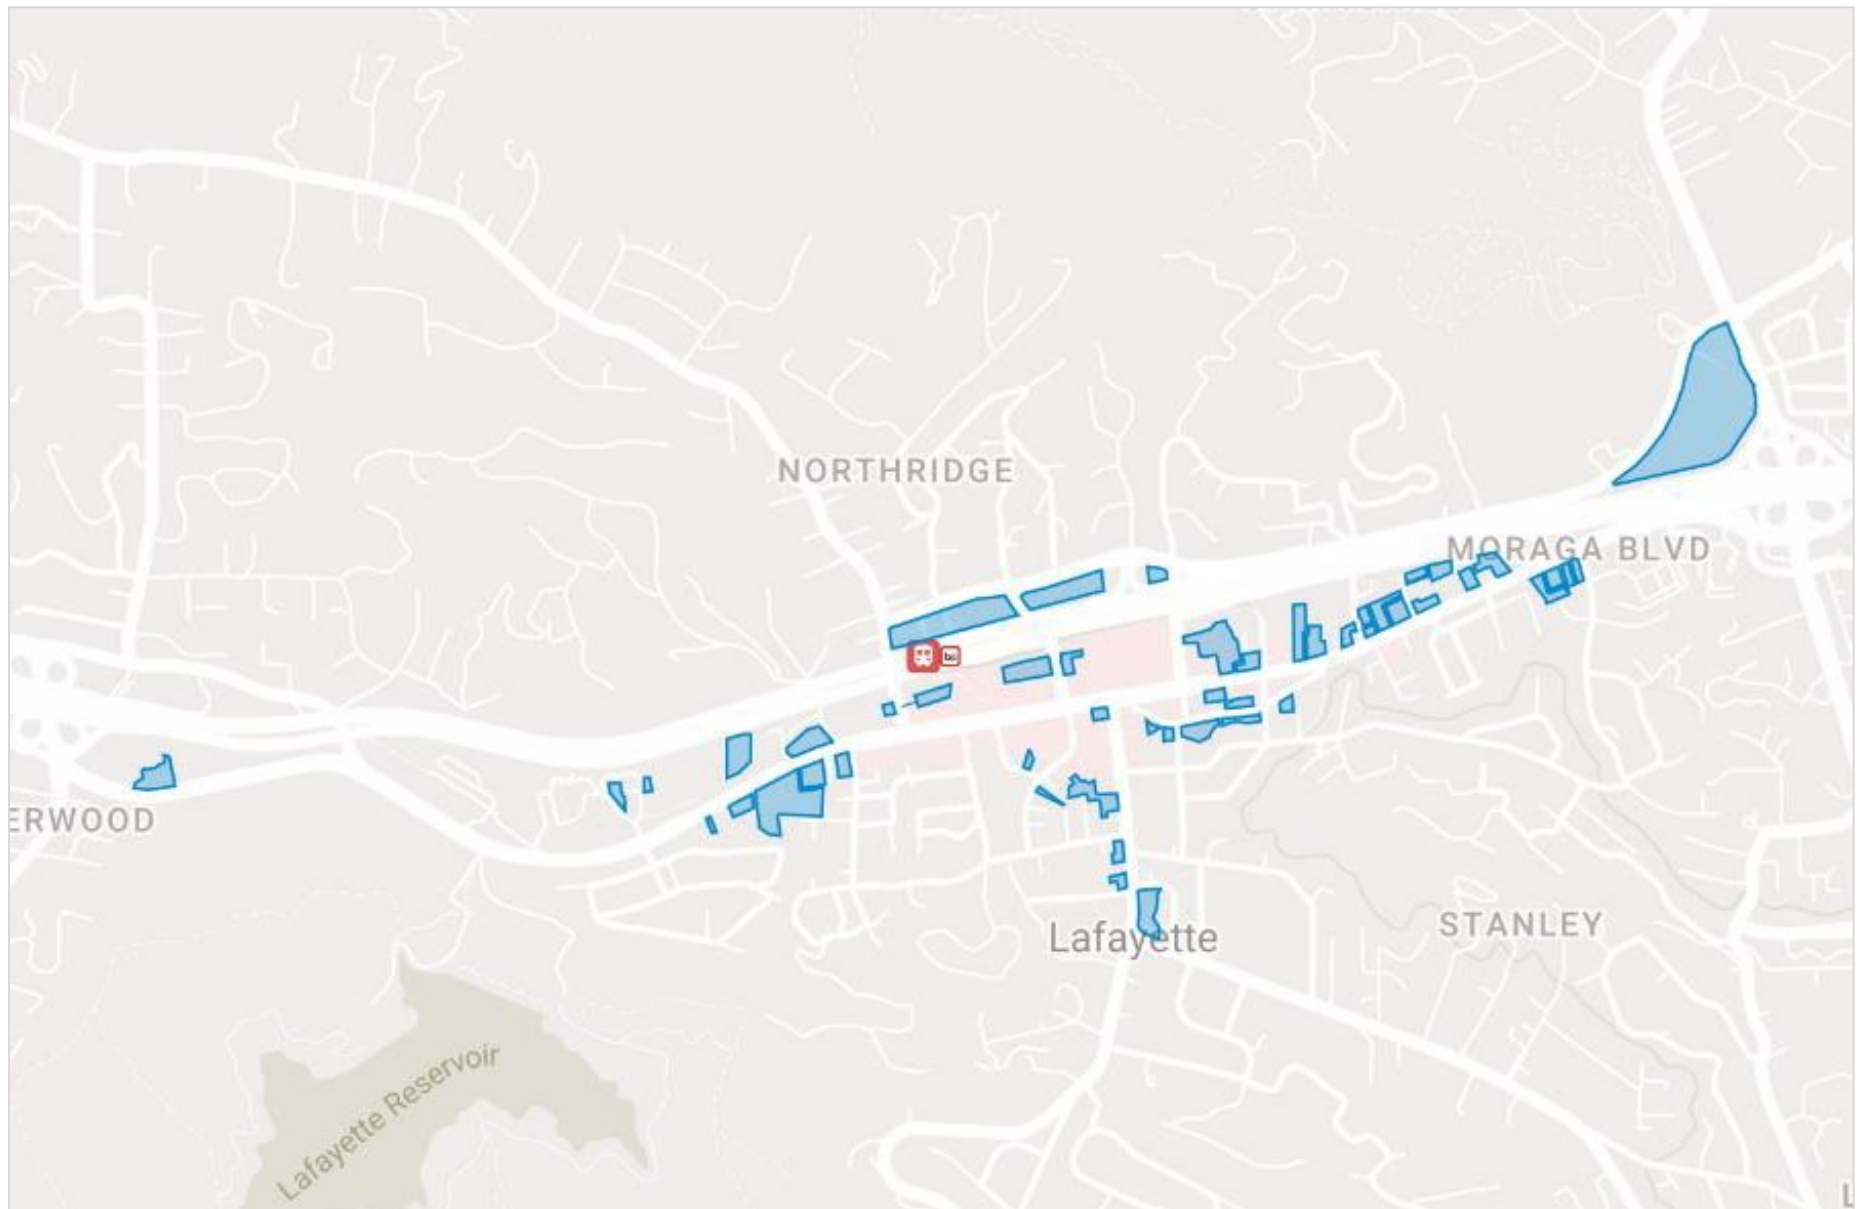 NORTHRIDGE
MORAGA BLVD
ERWOOD
Lafayette
STANLEY
Lafayette Reservoir
L